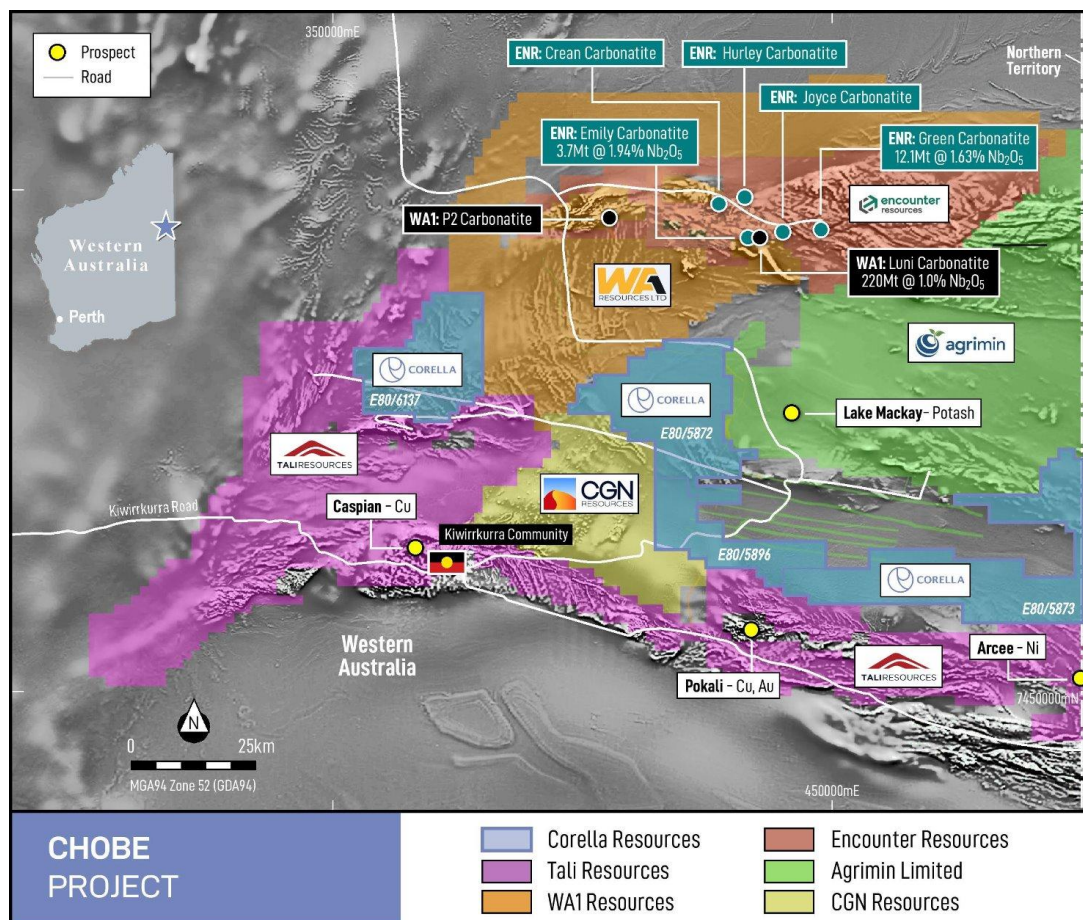 350000mE
Prospect
Road
ENR: Crean Carbonatite
ENR: Hurley Carbonatite
Northern
Territory
ENR: Joyce Carbonatite
ENR: Emily Carbonatite
3.7Mt @ 1.94% Nb₂O₅
ENR: Green Carbonatite
12.1Mt @ 1.63% Nb₂O₅
WA1: P2 Carbonatite
encounter
resources
Western
Australia
Perth
WA1
RESOURCES LTD
WA1: Luni Carbonatite
220Mt @ 1.0% Nb₂O₅
agrimin
CORELLA
E80/6137
CORELLA
E80/5872
Lake Mackay– Potash
TALIRESOURCES
CGN
RESOURCES
Caspian – Cu
Kiwirrkurra Road
Kiwirrkurra Community
E80/5896
CORELLA
E80/5873
Western
Australia
Arcee – Ni
TALIRESOURCES
Pokali – Cu, Au
7450000mN
N
0 25km
MGA94 Zone 52 (GDA94)
450000mE
CHOBE
PROJECT
Corella Resources
Tali Resources
WA1 Resources
Encounter Resources
Agrimin Limited
CGN Resources